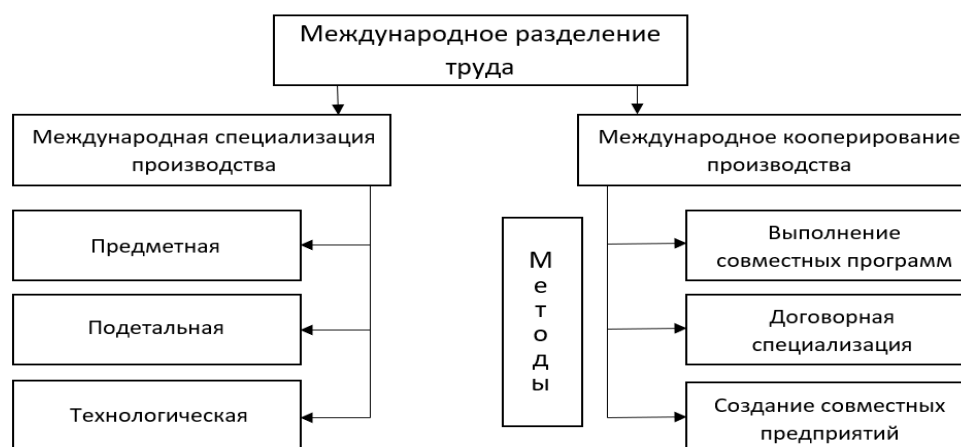 Международное разделение
труда
Международная специализация
производства
Международное кооперирование
производства
Предметная
Подетальная
Технологическая
Методы
Выполнение
совместных программ
Договорная
специализация
Создание совместных
предприятий